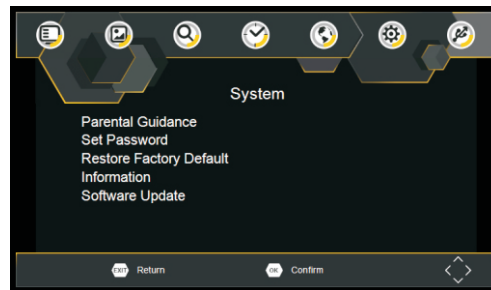 System
Parental Guidance
Set Password
Restore Factory Default
Information
Software Update
EXIT Return
OK Confirm